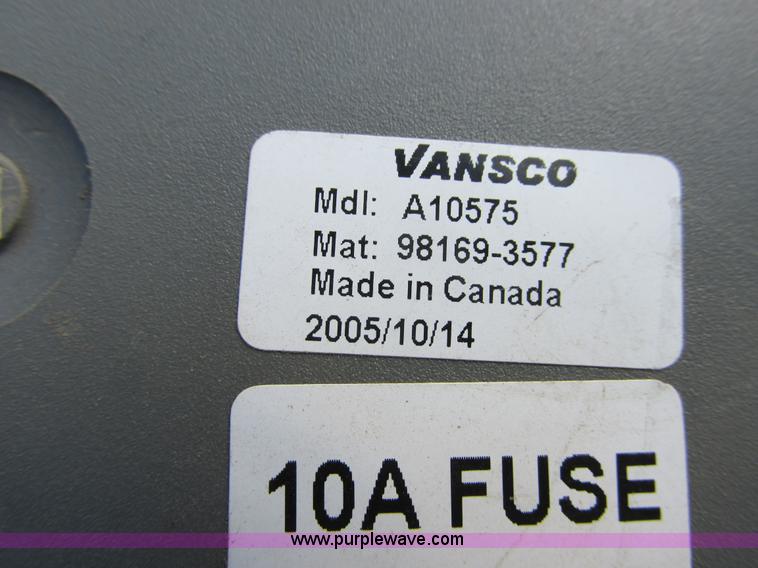 VANSCO
Mdl: A10575
Mat: 98169-3577
Made in Canada
2005/10/14
10A FUSE
www.purplewave.com